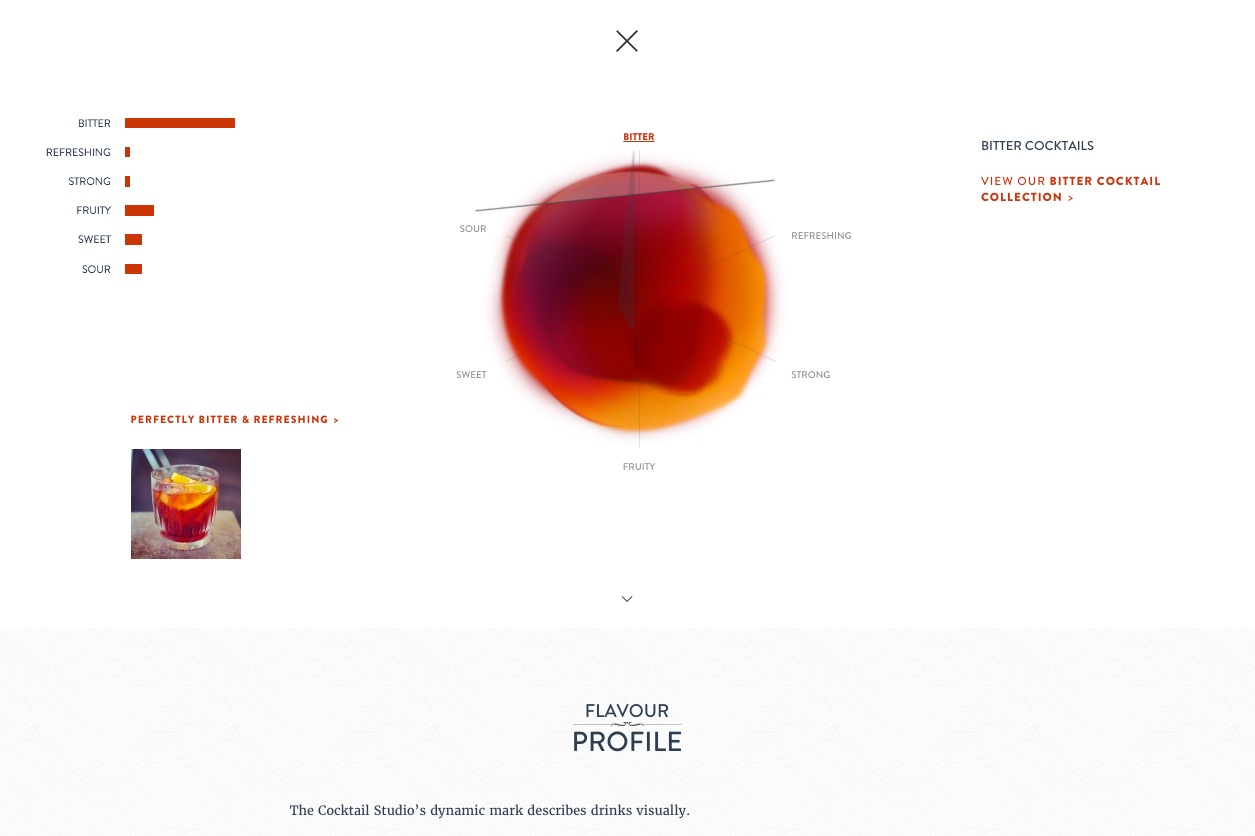 BITTER
REFRESHING
STRONG
FRUITY
SWEET
SOUR
PERFECTLY BITTER & REFRESHING >
BITTER
SOUR
REFRESHING
SWEET
STRONG
FRUITY
BITTER COCKTAILS
VIEW OUR BITTER COCKTAIL
COLLECTION >
FLAVOUR
PROFILE
The Cocktail Studio’s dynamic mark describes drinks visually.